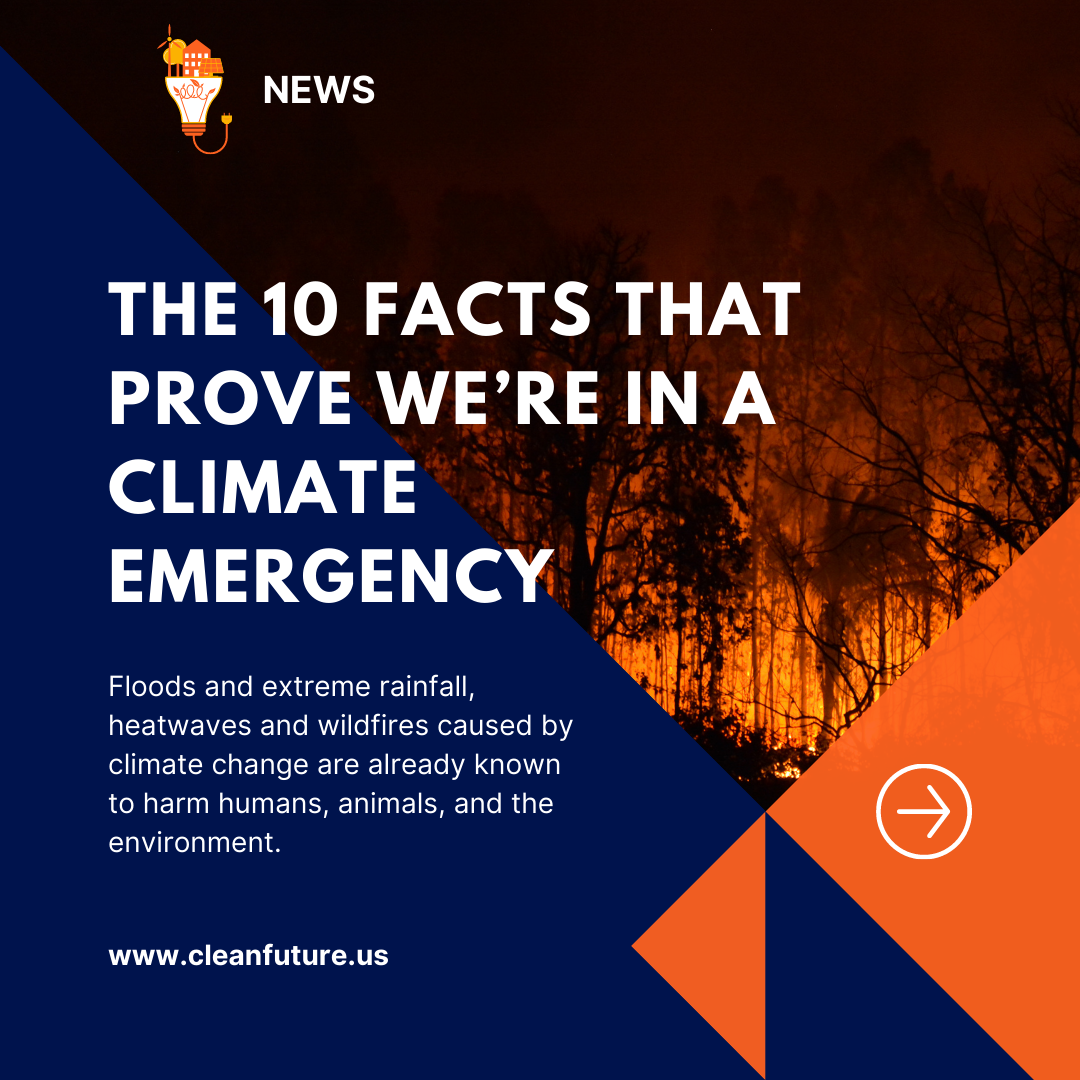 NEWS
THE 10 FACTS THAT
PROVE WE’RE IN A
CLIMATE
EMERGENCY
Floods and extreme rainfall,
heatwaves and wildfires caused by
climate change are already known
to harm humans, animals, and the
environment.
www.cleanfuture.us